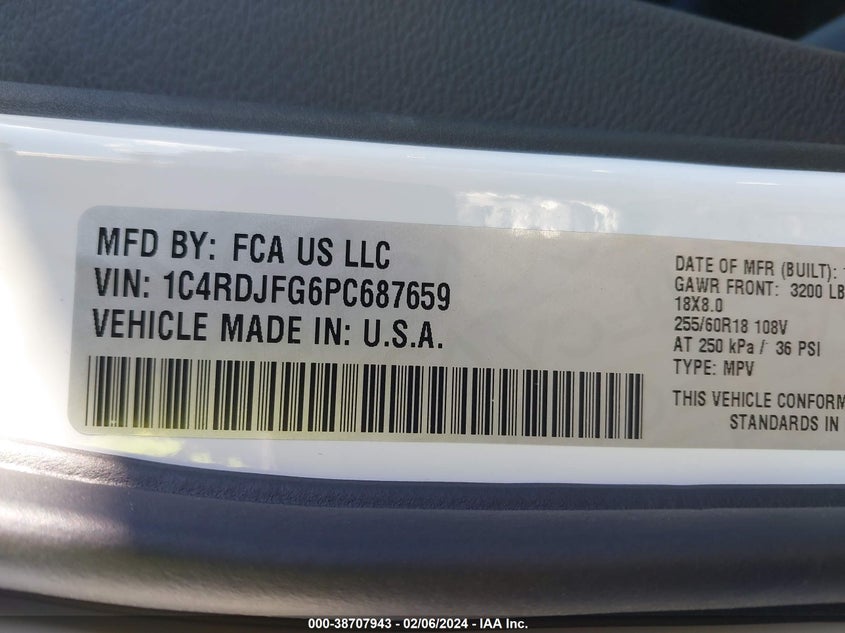 MFD BY: FCA US LLC
VIN: 1C4RDJFG6PC687659
VEHICLE MADE IN: U.S.A.
DATE OF MFR (BUILT): 1
GAWR FRONT: 3200 LB
18X8.0
255/60R18 108V
AT 250 kPa / 36 PSI
TYPE: MPV
THIS VEHICLE CONFORM
STANDARDS IN
000-38707943 / 02/06/2024 - IAA Inc.